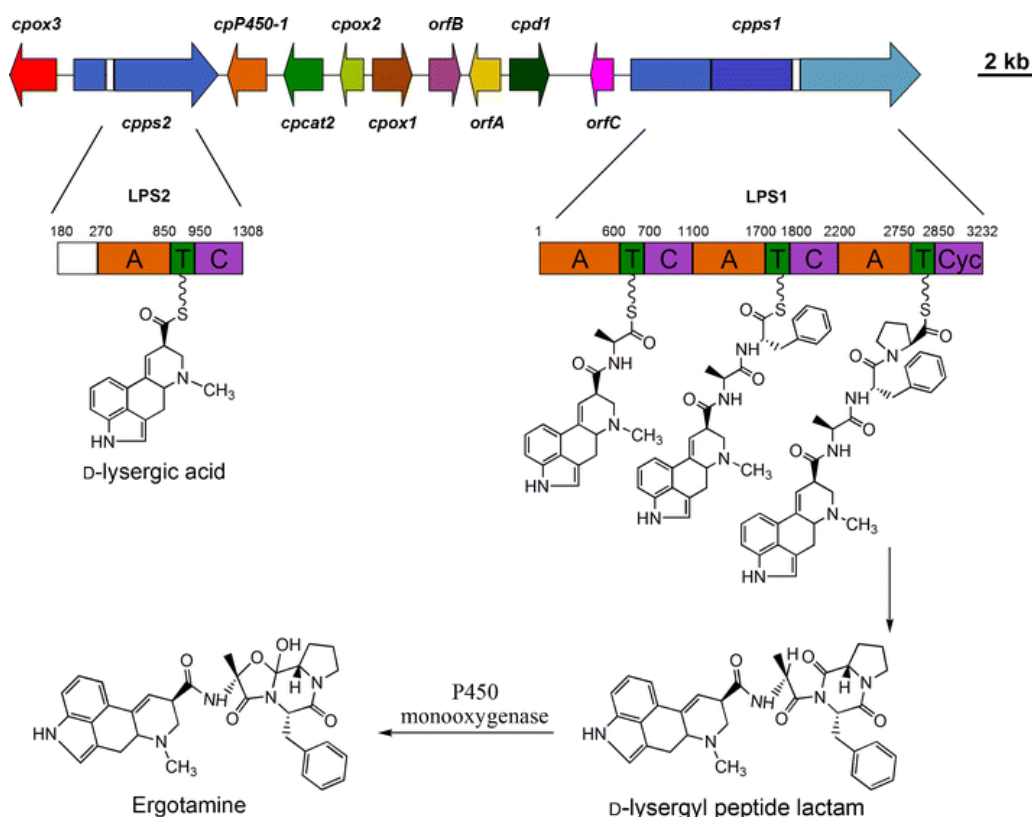 cpox3 cpP450-1 cpox2 orfB cpd1 cpps1
2 kb
cpps2 cpcat2 cpox1 orfA orfC
LPS2 LPS1
180 270 850 950 1308
1 600 700 1100 1700 1800 2200 2750 2850 3232
A T C
A T C A T C A T Cyc
S
O
N CH3
HN
D-lysergic acid
S
O
NH
O
N CH3
HN
S
O
NH
O
NH
O
N CH3
HN
S
O
N
O
NH
O
NH
O
N CH3
HN
OH
O
O
H
NH
N
N
O
O
HN
N
CH3
Ergotamine
P450
monooxygenase
H
O
O
H
NH
N
N
O
O
HN
N
CH3
D-lysergyl peptide lactam